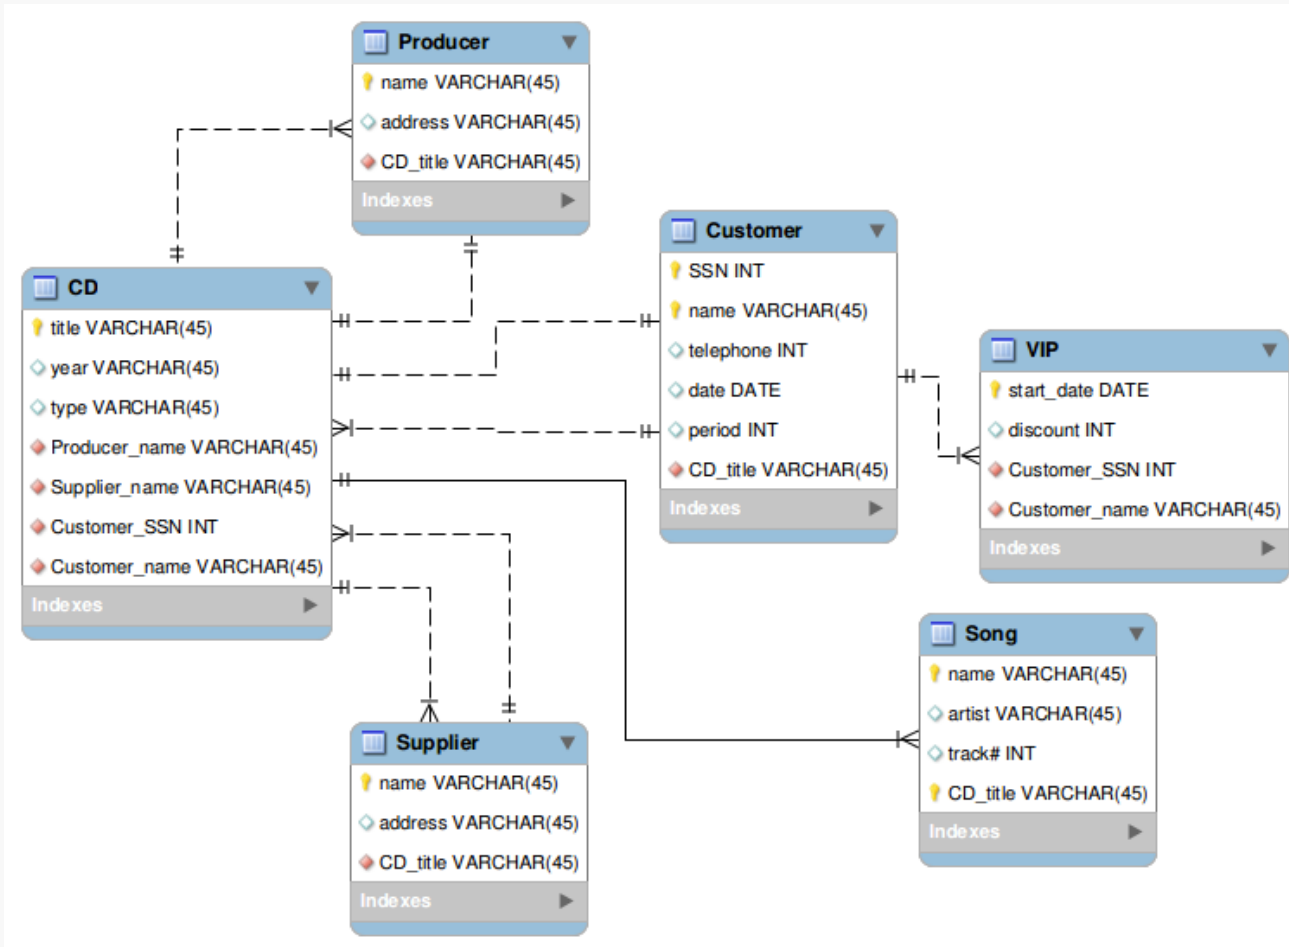 Producer
name VARCHAR(45)
address VARCHAR(45)
CD_title VARCHAR(45)
Indexes
Customer
SSN INT
name VARCHAR(45)
telephone INT
date DATE
period INT
CD_title VARCHAR(45)
Indexes
CD
title VARCHAR(45)
year VARCHAR(45)
type VARCHAR(45)
Producer_name VARCHAR(45)
Supplier_name VARCHAR(45)
Customer_SSN INT
Customer_name VARCHAR(45)
Indexes
VIP
start_date DATE
discount INT
Customer_SSN INT
Customer_name VARCHAR(45)
Indexes
Song
name VARCHAR(45)
artist VARCHAR(45)
track# INT
CD_title VARCHAR(45)
Indexes
Supplier
name VARCHAR(45)
address VARCHAR(45)
CD_title VARCHAR(45)
Indexes